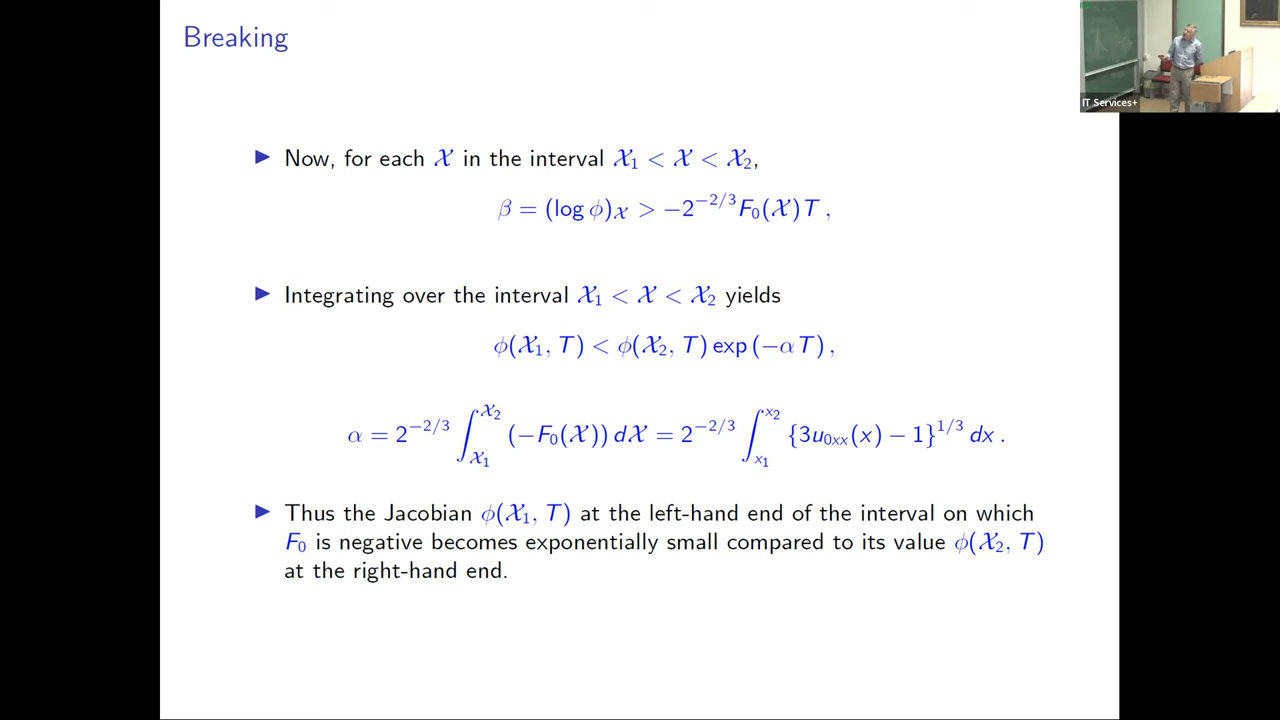 Breaking
IT Services+
▶ Now, for each 𝒳 in the interval 𝒳₁ < 𝒳 < 𝒳₂,
β = (log ϕ)_𝒳 > −2^{−2/3}F₀(𝒳)T ,
▶ Integrating over the interval 𝒳₁ < 𝒳 < 𝒳₂ yields
ϕ(𝒳₁, T) < ϕ(𝒳₂, T) exp (−αT) ,
α = 2^{−2/3} ∫_{𝒳₁}^{𝒳₂} (−F₀(𝒳)) d𝒳 = 2^{−2/3} ∫_{x₁}^{x₂} {3u_{0xx}(x) − 1}^{1/3} dx .
▶ Thus the Jacobian ϕ(𝒳₁, T) at the left-hand end of the interval on which
F₀ is negative becomes exponentially small compared to its value ϕ(𝒳₂, T)
at the right-hand end.